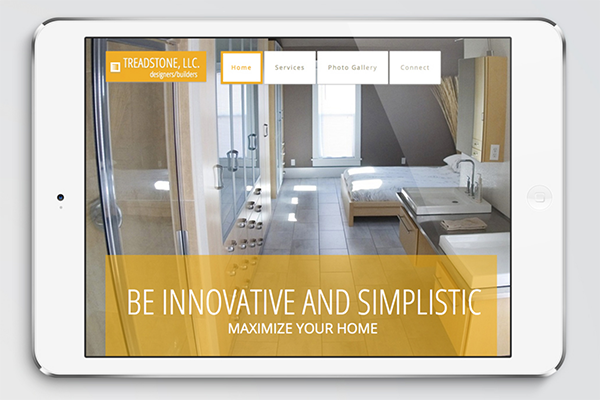 TREADSTONE, LLC.
designers/builders
Home
Services
Photo Gallery
Connect
BE INNOVATIVE AND SIMPLISTIC
MAXIMIZE YOUR HOME